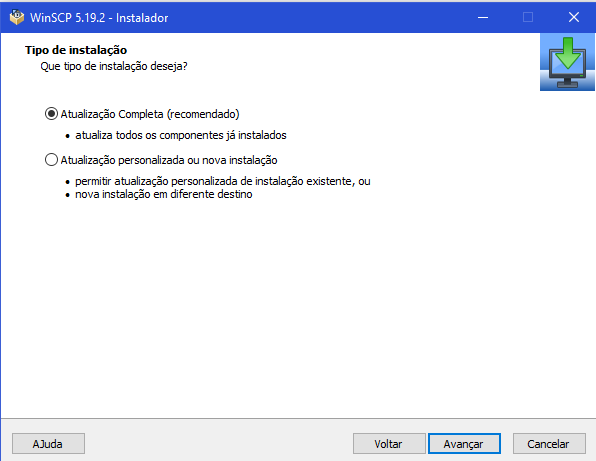 WinSCP 5.19.2 - Instalador
Tipo de instalação
Que tipo de instalação deseja?
Atualização Completa (recomendado)
• atualiza todos os componentes já instalados
Atualização personalizada ou nova instalação
• permitir atualização personalizada de instalação existente, ou
• nova instalação em diferente destino
AJuda
Voltar
Avançar
Cancelar